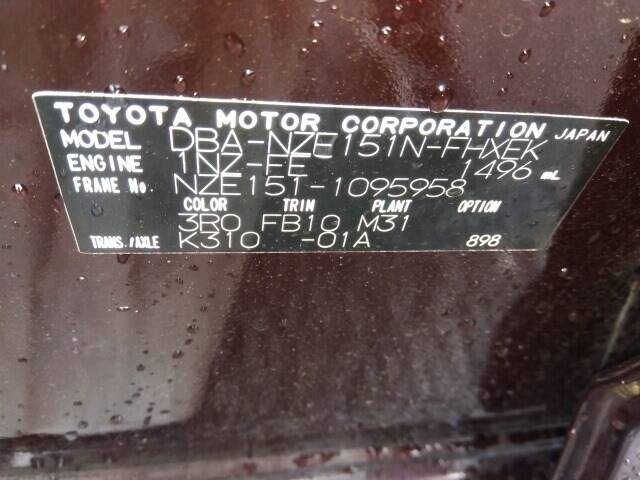 TOYOTA MOTOR CORPORATION JAPAN
MODEL DBA-NZE151N-FHXEK
ENGINE 1NZ-FE 1496 mL
FRAME No. NZE151-1095958
COLOR TRIM PLANT OPTION
3R0 FB10 M31
TRANS./AXLE K310 -01A 898